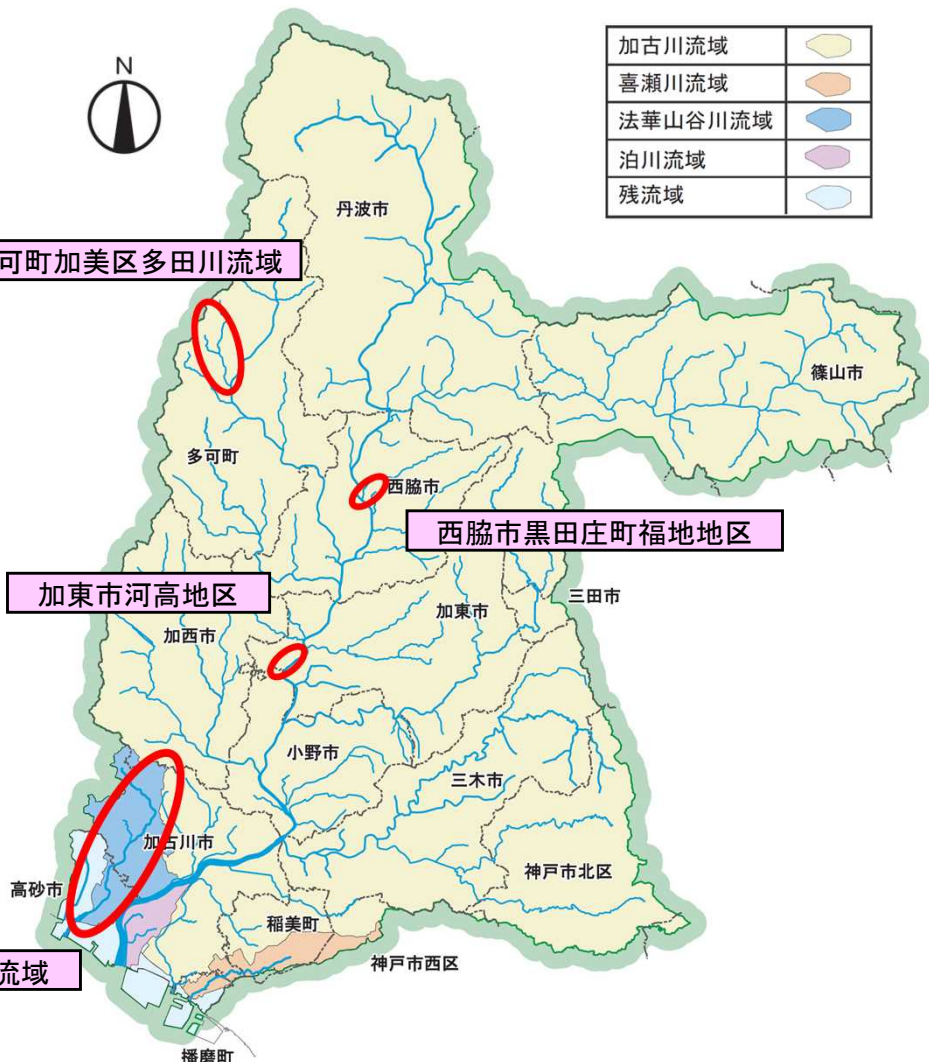 N
加古川流域
喜瀬川流域
法華山谷川流域
泊川流域
残流域
丹波市
可町加美区多田川流域
篠山市
多可町
西脇市
西脇市黒田庄町福地地区
加東市河高地区
三田市
加東市
加西市
小野市
三木市
加古川市
神戸市北区
高砂市
稲美町
神戸市西区
流域
播磨町